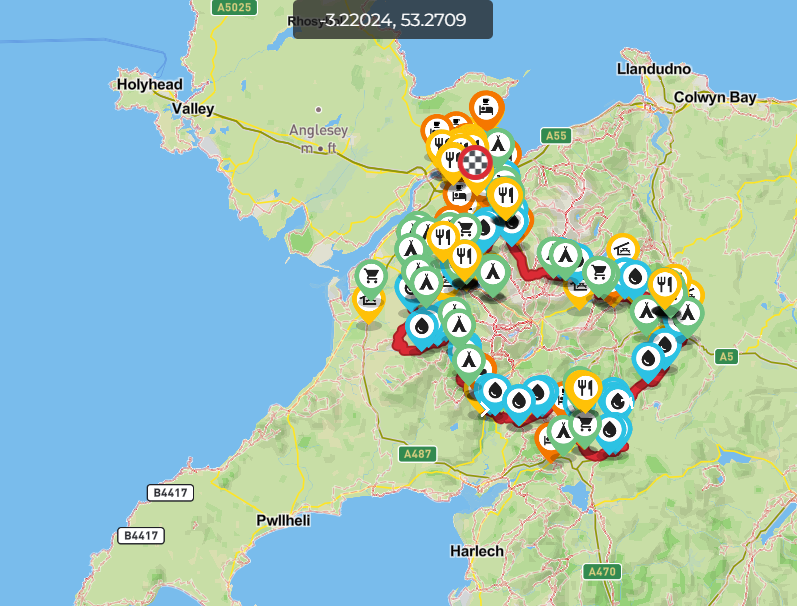 A5025
-3.22024, 53.2709
Llandudno
Holyhead
Colwyn Bay
Valley
Anglesey
A55
A5
A487
B4417
Pwllheli
B4417
Harlech
A470